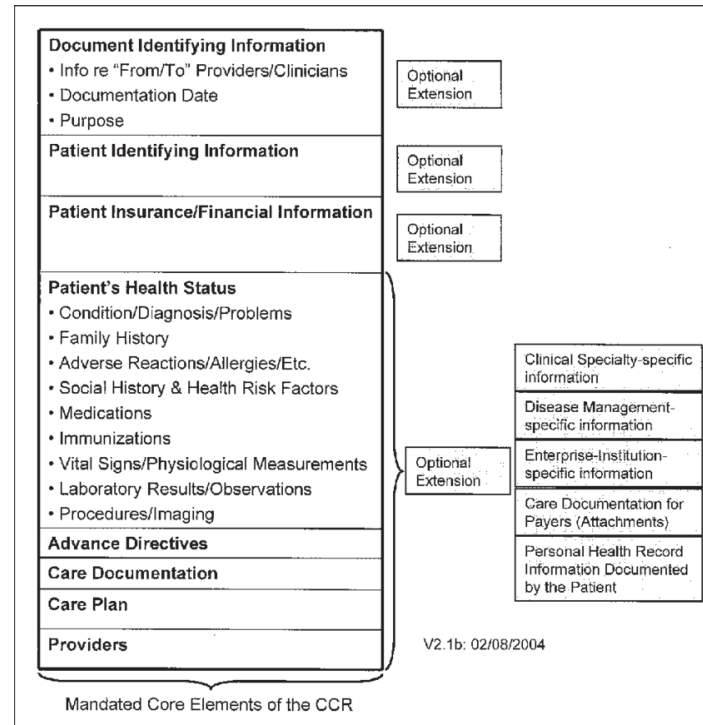 Document Identifying Information
• Info re “From/To” Providers/Clinicians
• Documentation Date
• Purpose
Optional
Extension
Patient Identifying Information
Optional
Extension
Patient Insurance/Financial Information
Optional
Extension
Patient's Health Status
• Condition/Diagnosis/Problems
• Family History
• Adverse Reactions/Allergies/Etc.
• Social History & Health Risk Factors
• Medications
• Immunizations
• Vital Signs/Physiological Measurements
• Laboratory Results/Observations
• Procedures/Imaging
Advance Directives
Care Documentation
Care Plan
Providers
Optional
Extension
Clinical Specialty-specific
information
Disease Management-
specific information
Enterprise-Institution-
specific information
Care Documentation for
Payers (Attachments)
Personal Health Record
Information Documented
by the Patient
V2.1b: 02/08/2004
Mandated Core Elements of the CCR